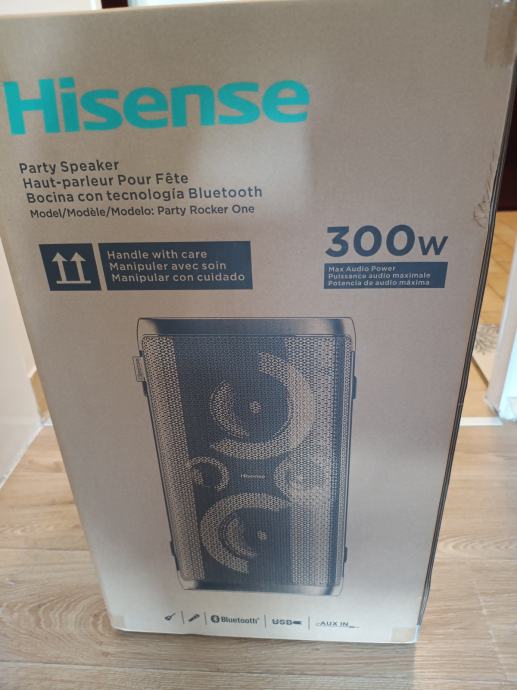 Hisense
Party Speaker
Haut-parleur Pour Fête
Bocina con tecnología Bluetooth
Model/Modèle/Modelo: Party Rocker One
Handle with care
Manipuler avec soin
Manipular con cuidado
300W
Max Audio Power
Puissance audio maximale
Potencia de audio máxima
Hisense
Bluetooth®
USB
AUX IN